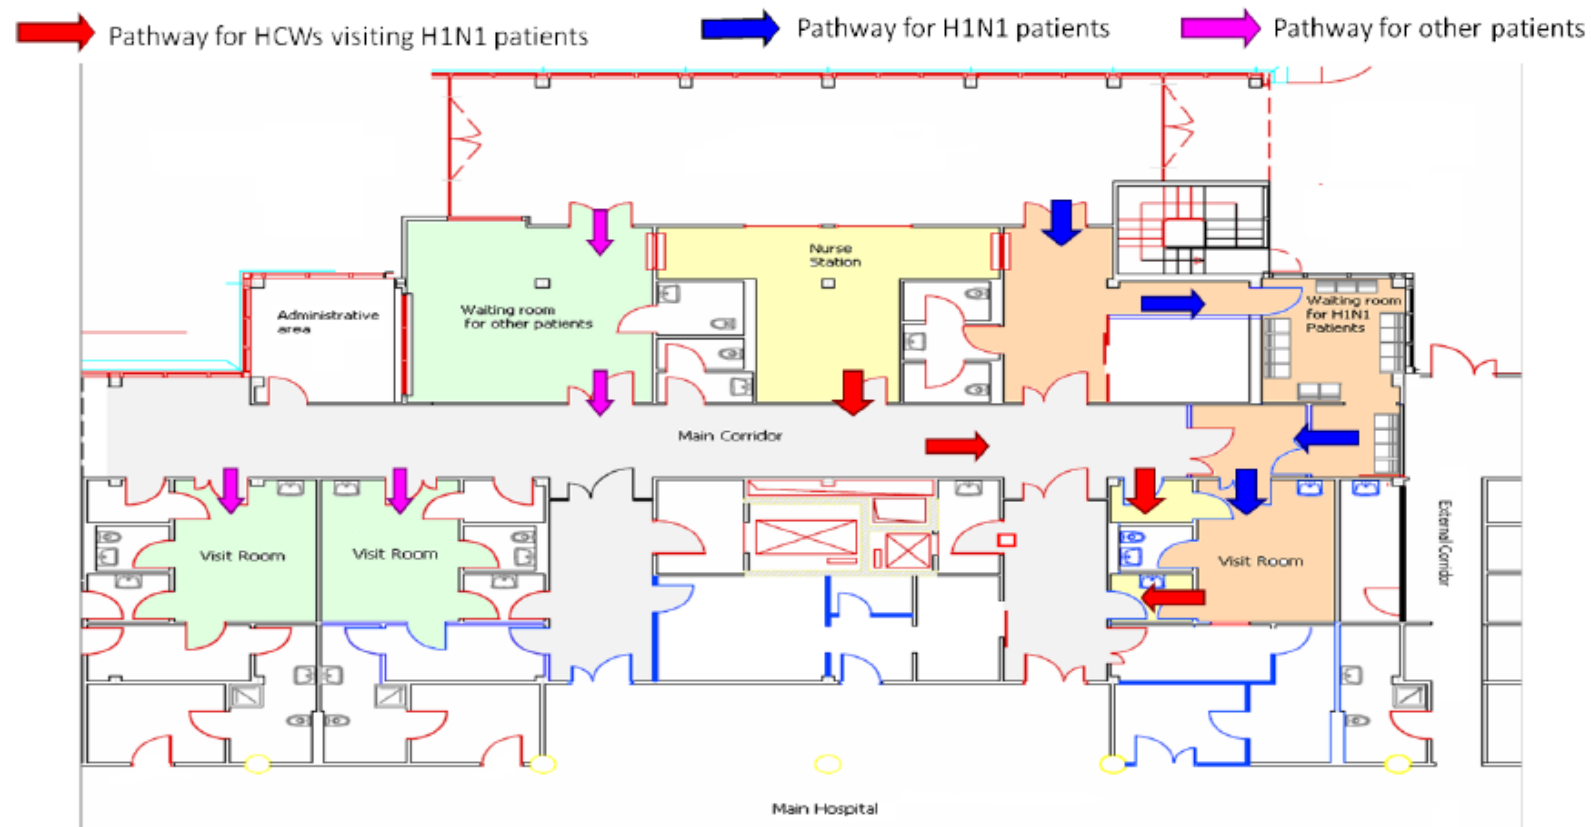 Pathway for HCWs visiting H1N1 patients
Pathway for H1N1 patients
Pathway for other patients
Nurse
Station
Administrative
area
Waiting room
for other patients
Waiting room
for H1N1
Patients
Main Corridor
Visit Room
Visit Room
Visit Room
External Corridor
Main Hospital